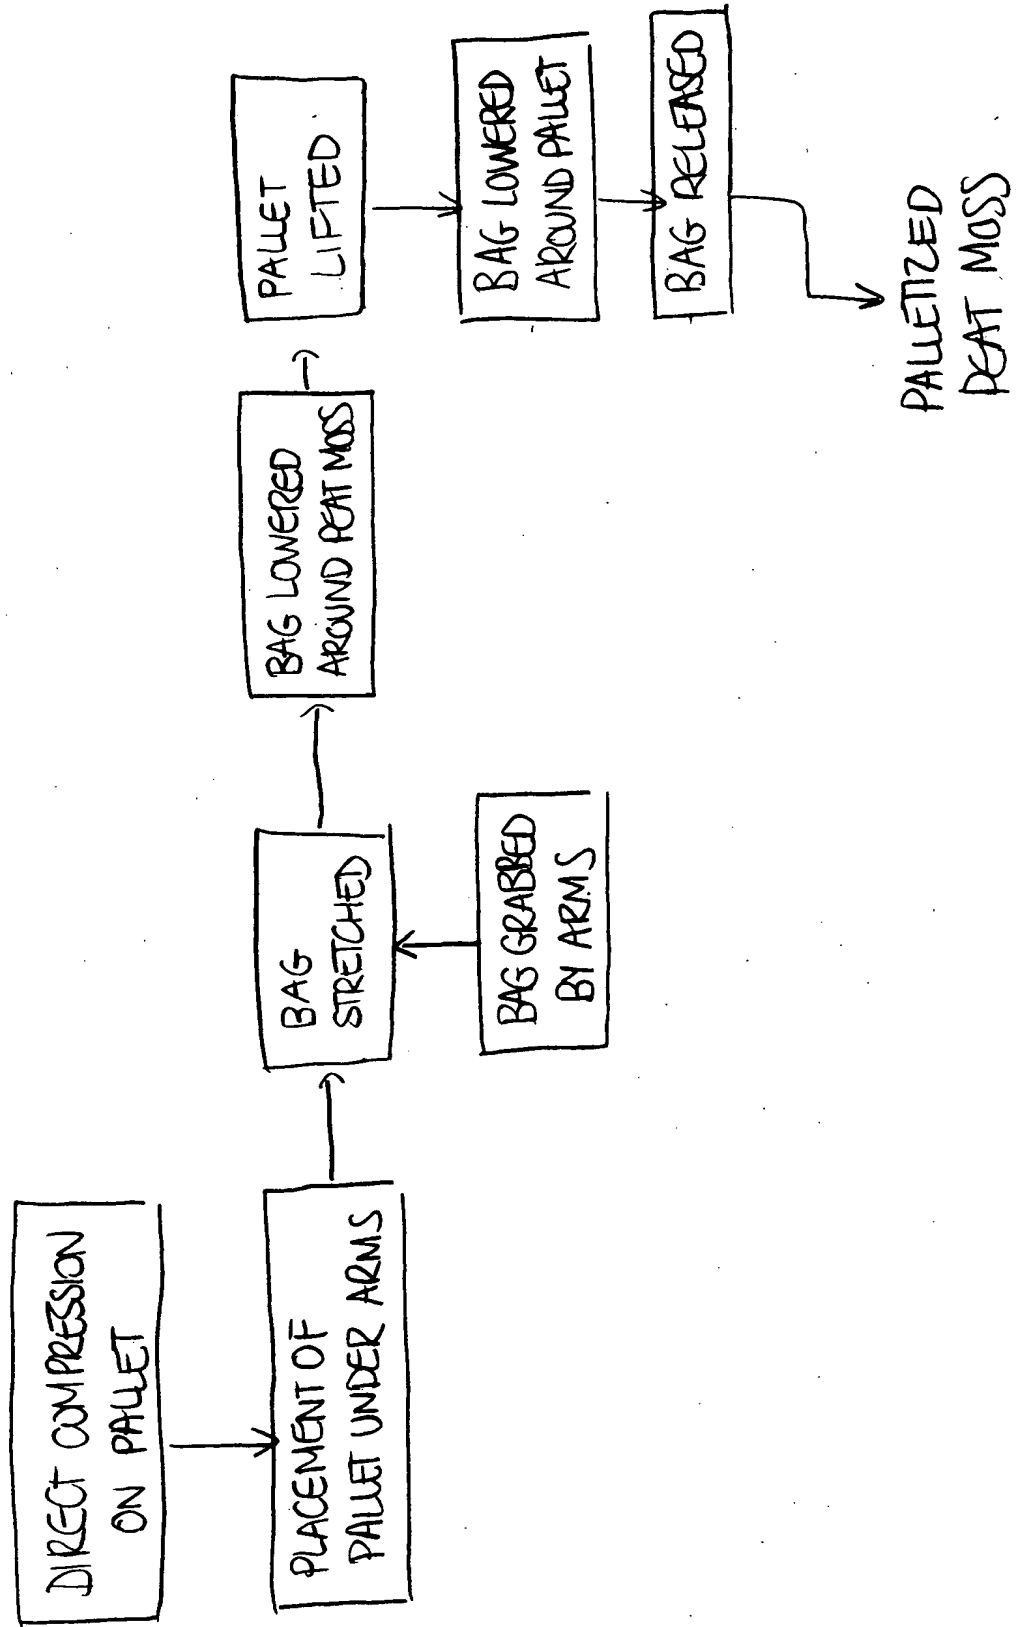 DIRECT COMPRESSION
ON PALLET
PLACEMENT OF
PALLET UNDER ARMS
BAG
STRETCHED
BAG GRABBED
BY ARMS
BAG LOWERED
AROUND PEAT MOSS
PALLET
LIFTED
BAG LOWERED
AROUND PALLET
BAG RELEASED
PALLETIZED
PEAT MOSS